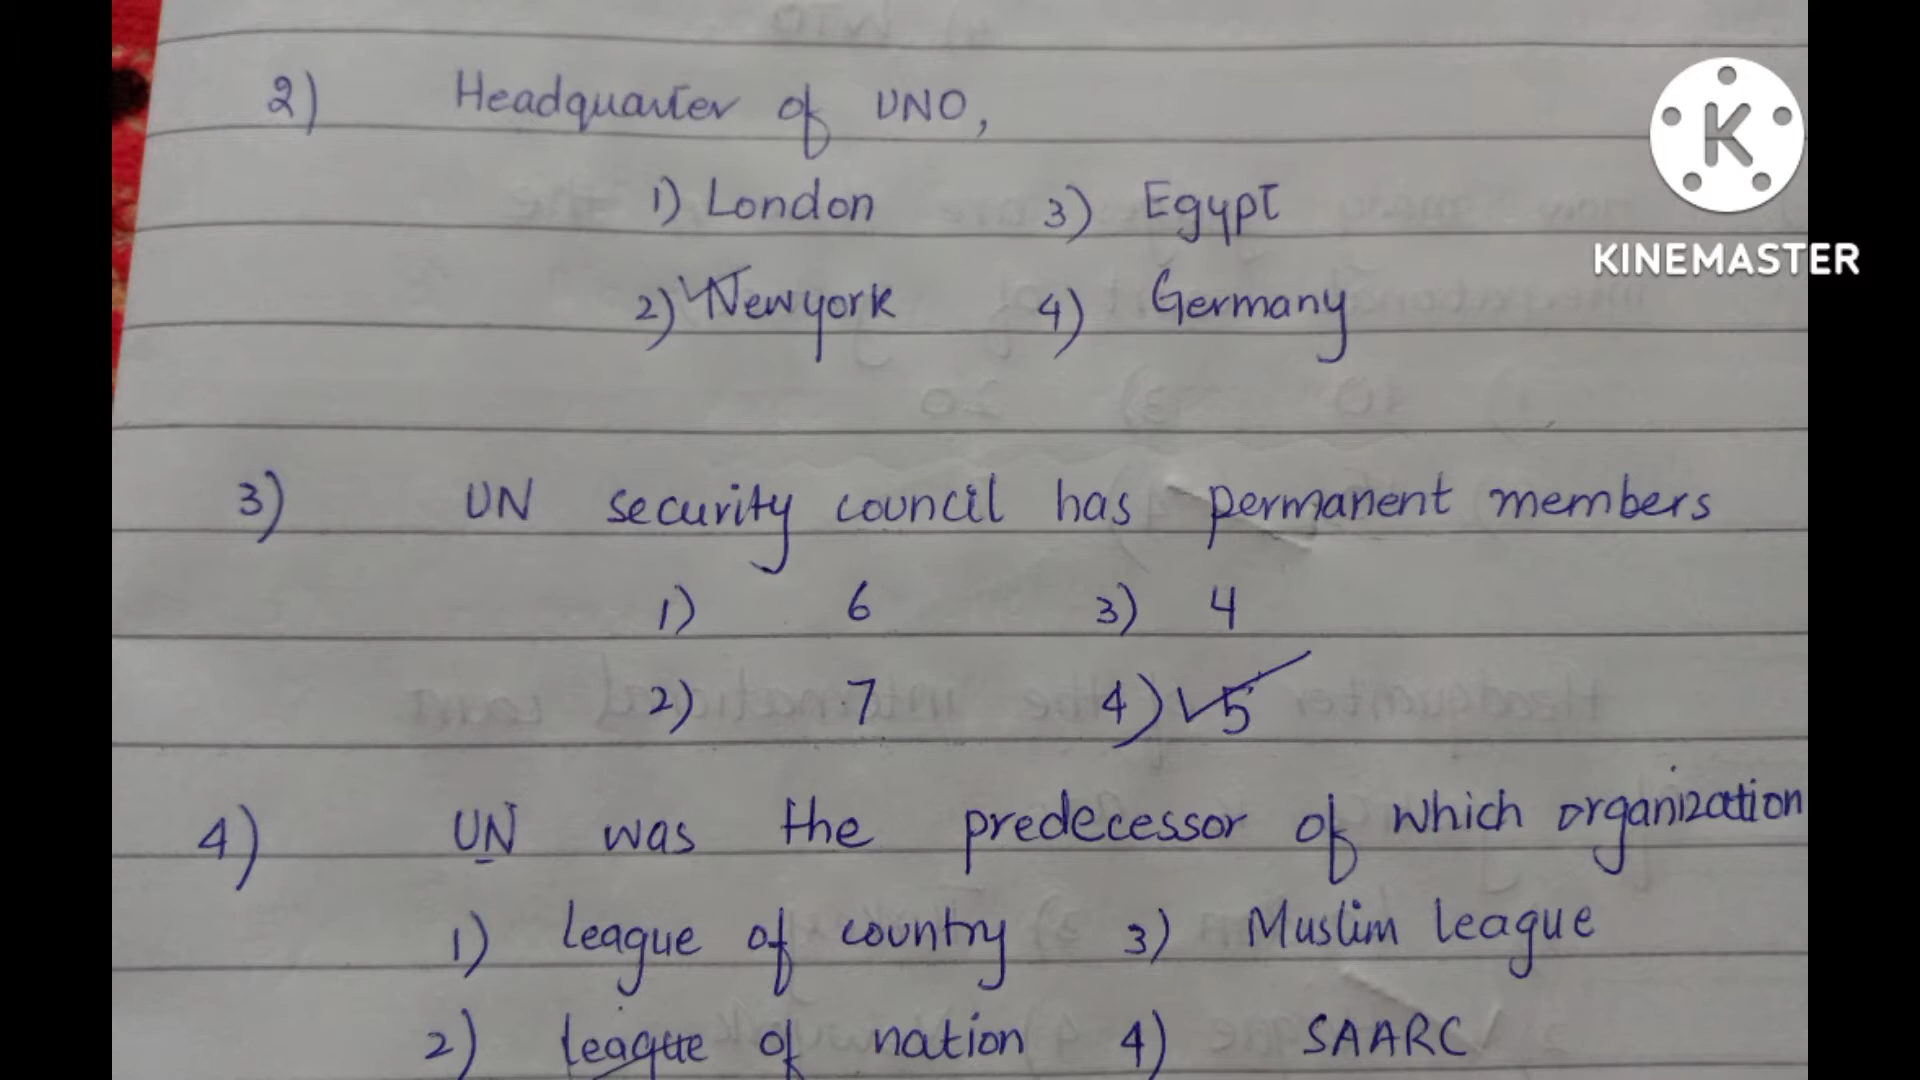 2) Headquarter of UNO,
1) London 3) Egypt
2) Newyork 4) Germany
3) UN security council has permanent members
1) 6 3) 4
2) 7 4) 5
4) UN was the predecessor of which organization
1) league of country 3) Muslim league
2) league of nation 4) SAARC
K
KINEMASTER